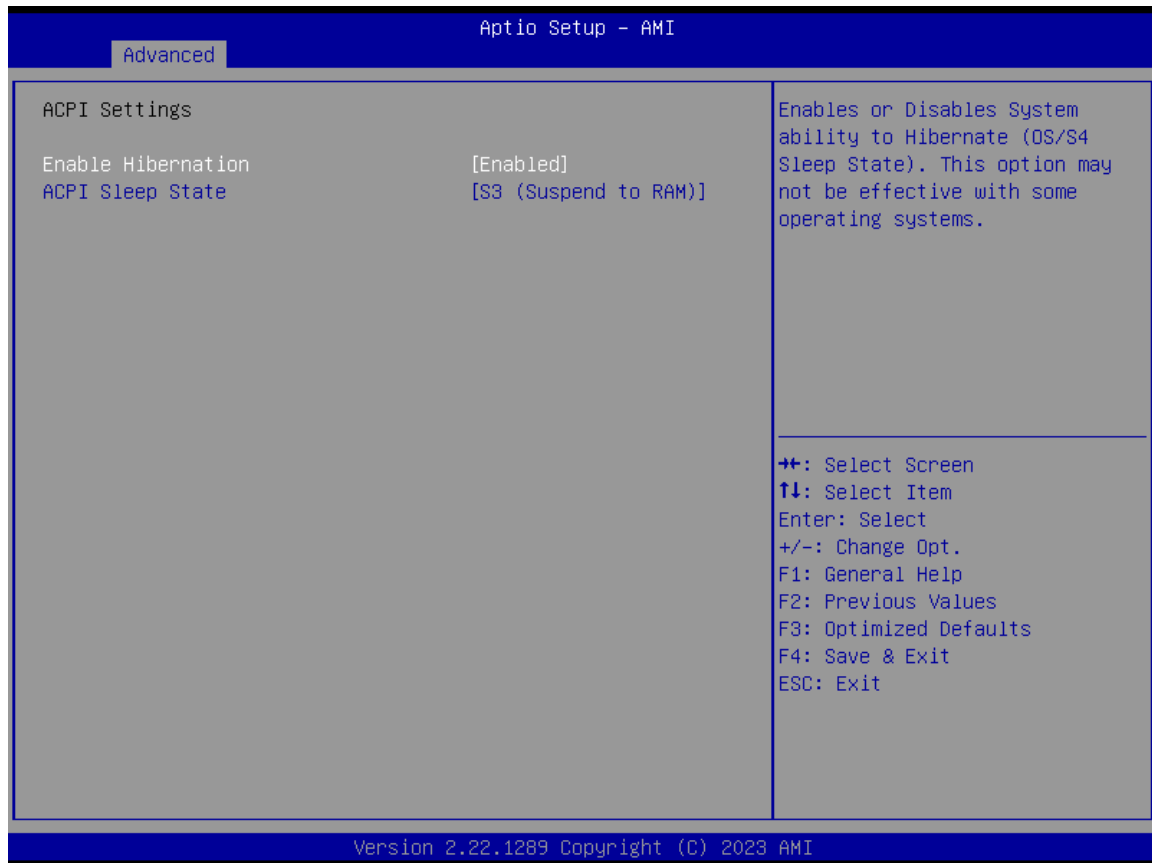 Aptio Setup – AMI
Advanced
ACPI Settings
Enable Hibernation [Enabled]
ACPI Sleep State [S3 (Suspend to RAM)]
Enables or Disables System
ability to Hibernate (OS/S4
Sleep State). This option may
not be effective with some
operating systems.
→←: Select Screen
↑↓: Select Item
Enter: Select
+/-: Change Opt.
F1: General Help
F2: Previous Values
F3: Optimized Defaults
F4: Save & Exit
ESC: Exit
Version 2.22.1289 Copyright (C) 2023 AMI